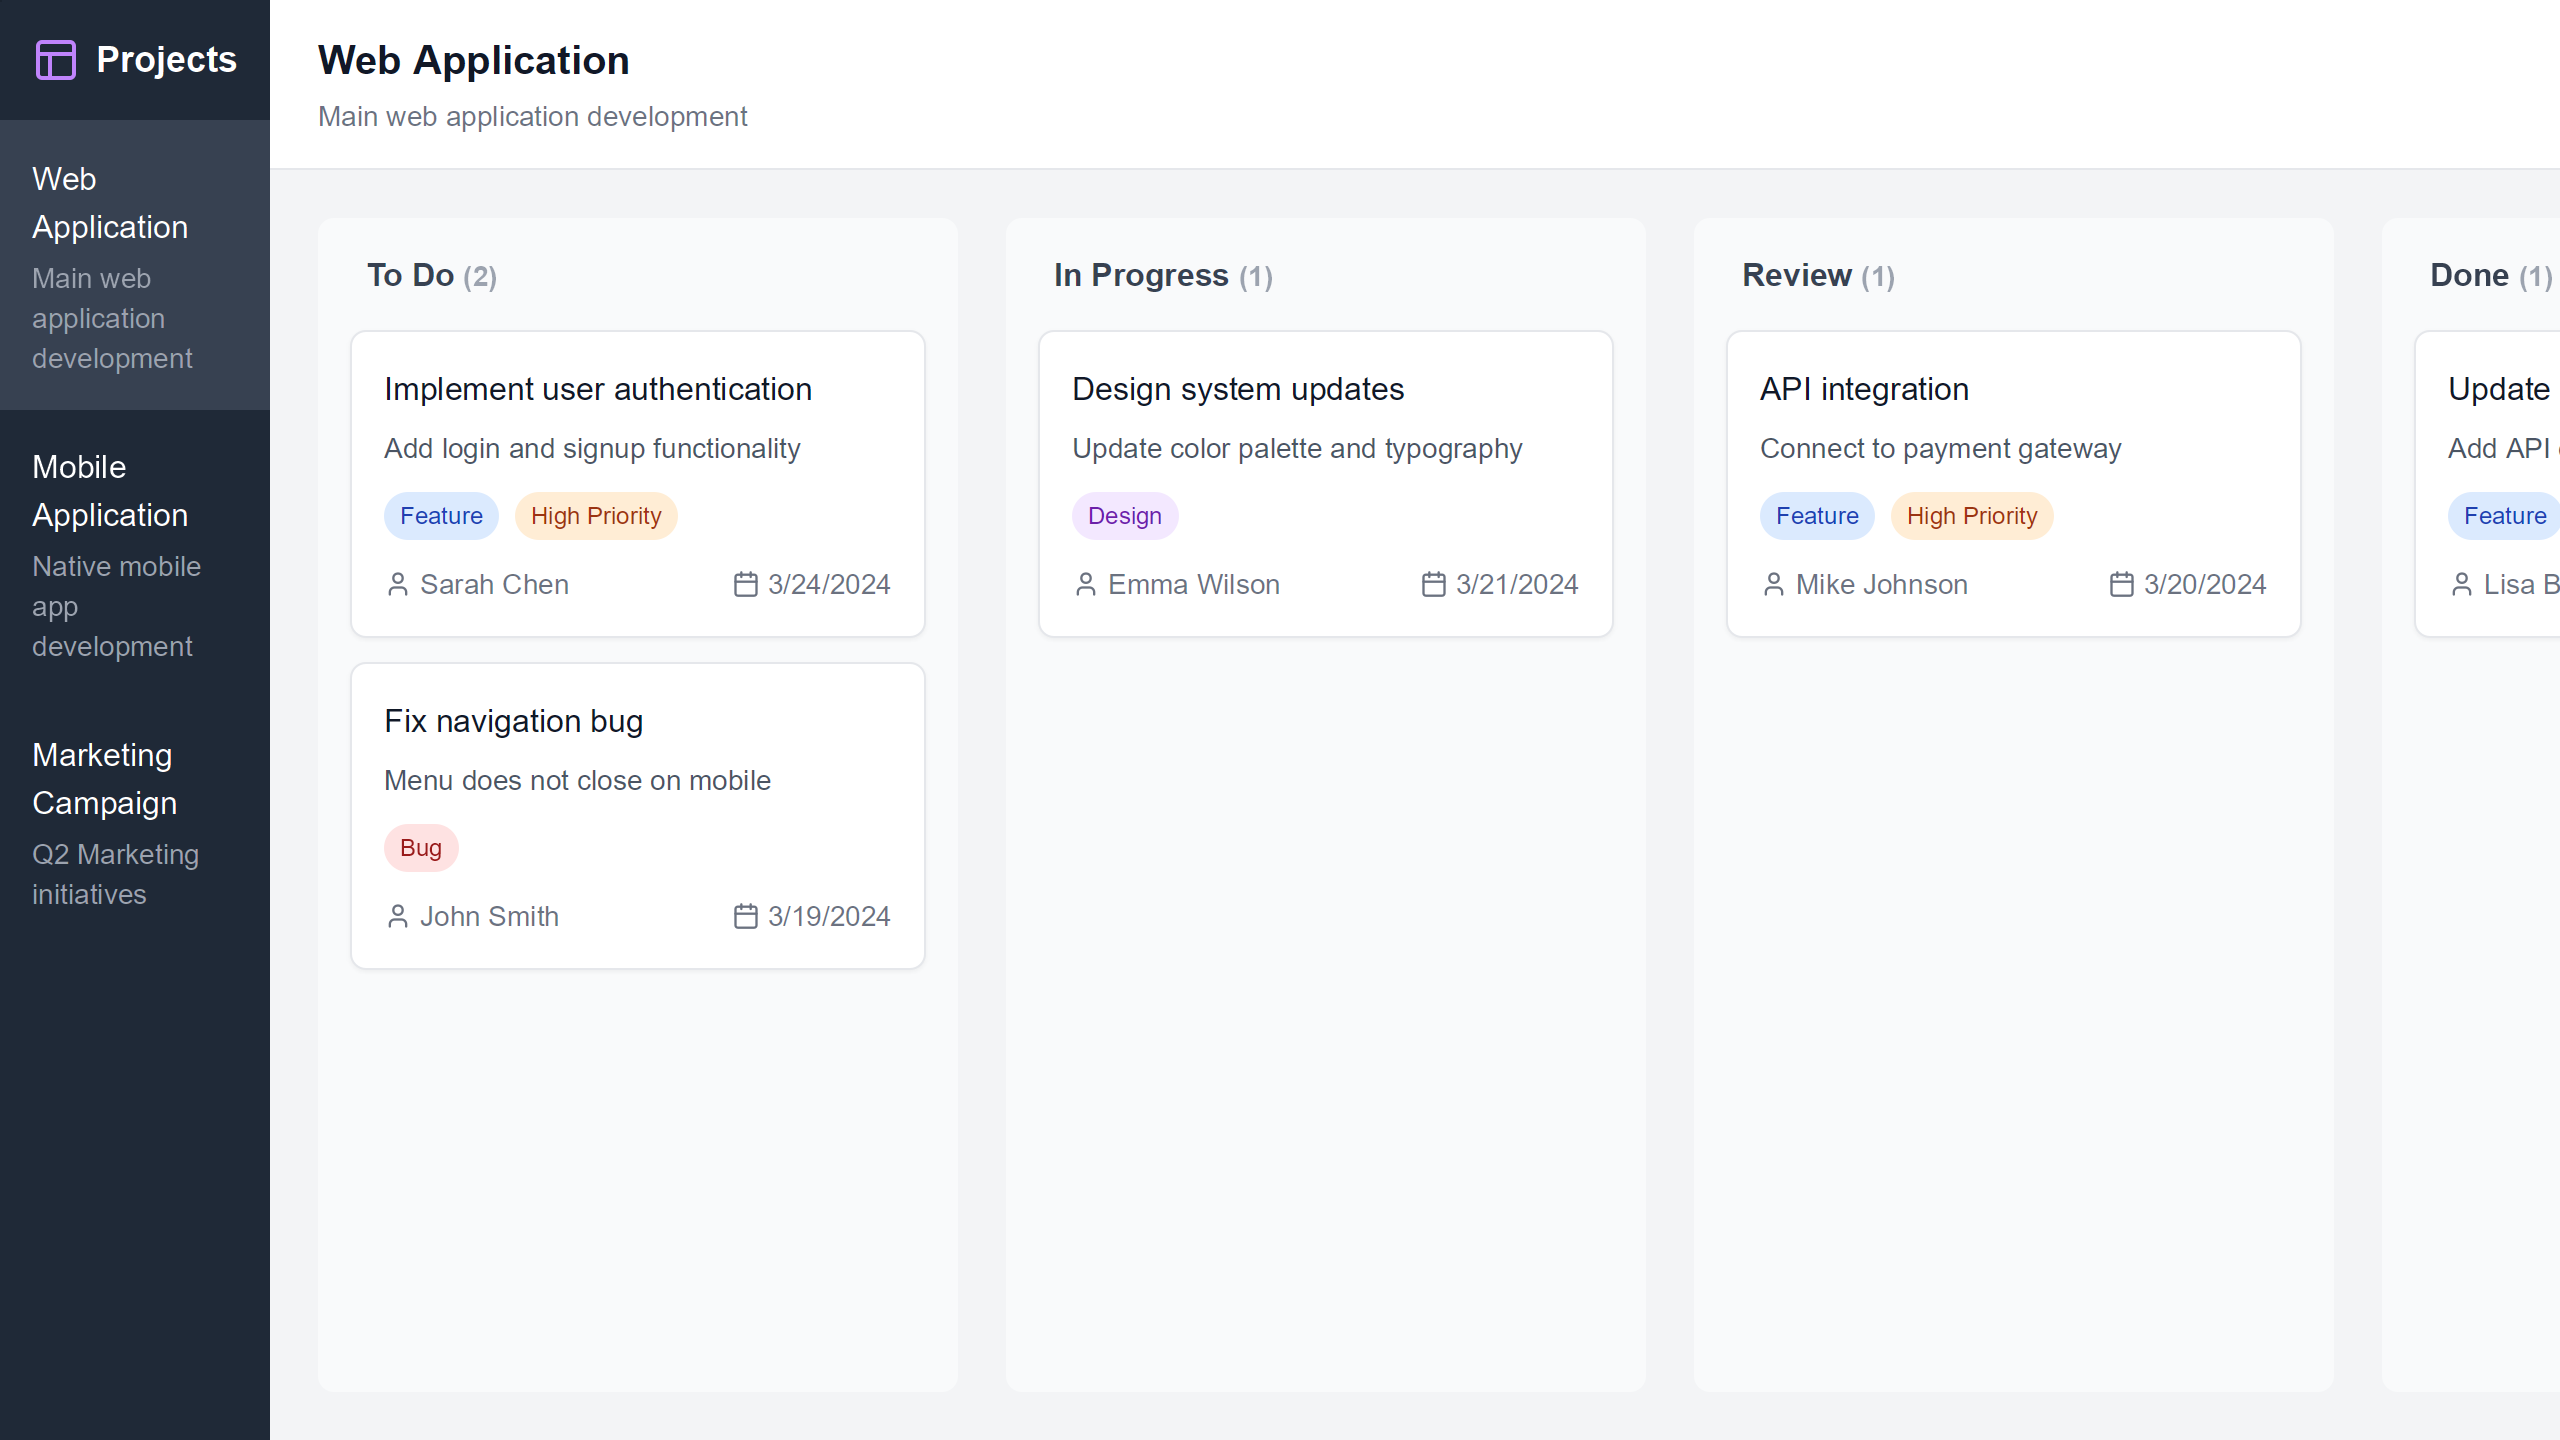 Projects
Web
Application
Main web
application
development
Mobile
Application
Native mobile
app
development
Marketing
Campaign
Q2 Marketing
initiatives
Web Application
Main web application development
To Do (2)
Implement user authentication
Add login and signup functionality
Feature High Priority
Sarah Chen 3/24/2024
Fix navigation bug
Menu does not close on mobile
Bug
John Smith 3/19/2024
In Progress (1)
Design system updates
Update color palette and typography
Design
Emma Wilson 3/21/2024
Review (1)
API integration
Connect to payment gateway
Feature High Priority
Mike Johnson 3/20/2024
Done (1)
Update
Add API
Feature
Lisa B